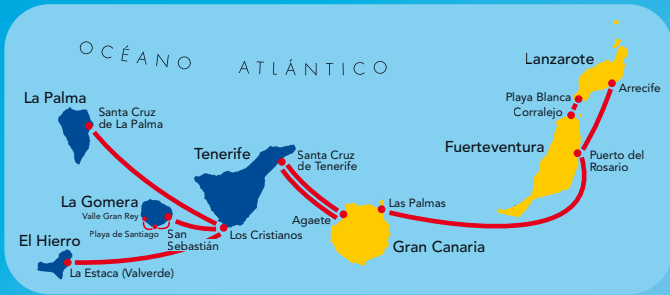 OCÉANO ATLÁNTICO
Lanzarote
Arrecife
Playa Blanca
Corralejo
La Palma
Santa Cruz
de La Palma
Fuerteventura
Puerto del
Rosario
Tenerife
Santa Cruz
de Tenerife
La Gomera
Valle Gran Rey
Playa de Santiago
San
Sebastián
Los Cristianos
Agaete
Las Palmas
Gran Canaria
El Hierro
La Estaca (Valverde)